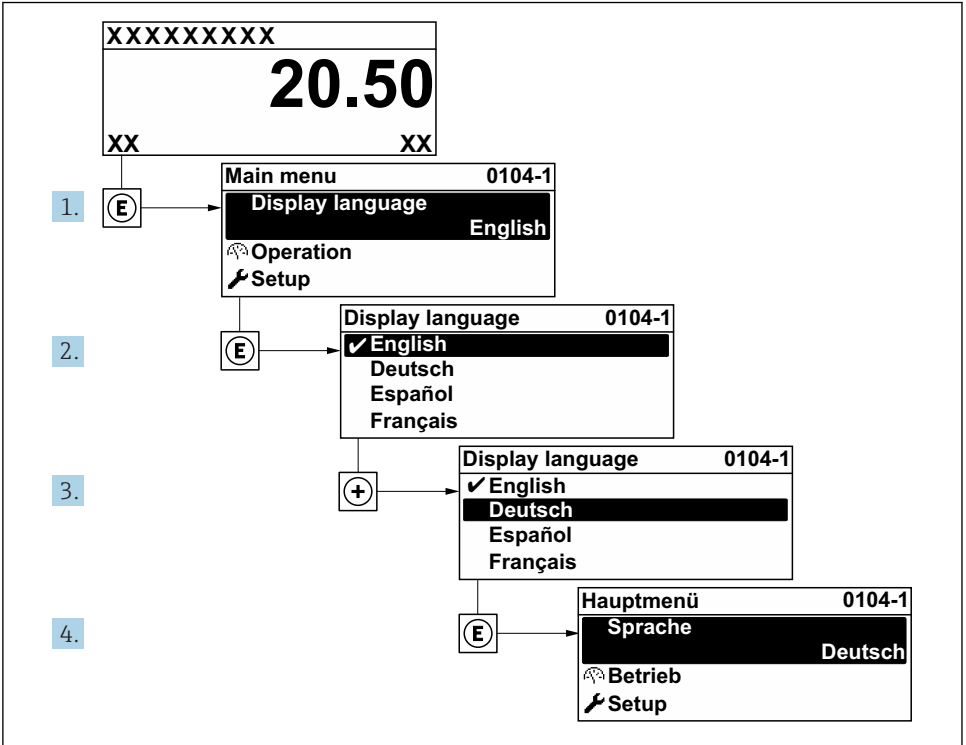 XXXXXXXXX
20.50
XX XX
1.
E
Main menu 0104-1
Display language
English
Operation
Setup
2.
E
Display language 0104-1
✔English
Deutsch
Español
Français
3.
+
Display language 0104-1
✔English
Deutsch
Español
Français
4.
E
Hauptmenü 0104-1
Sprache
Deutsch
Betrieb
Setup